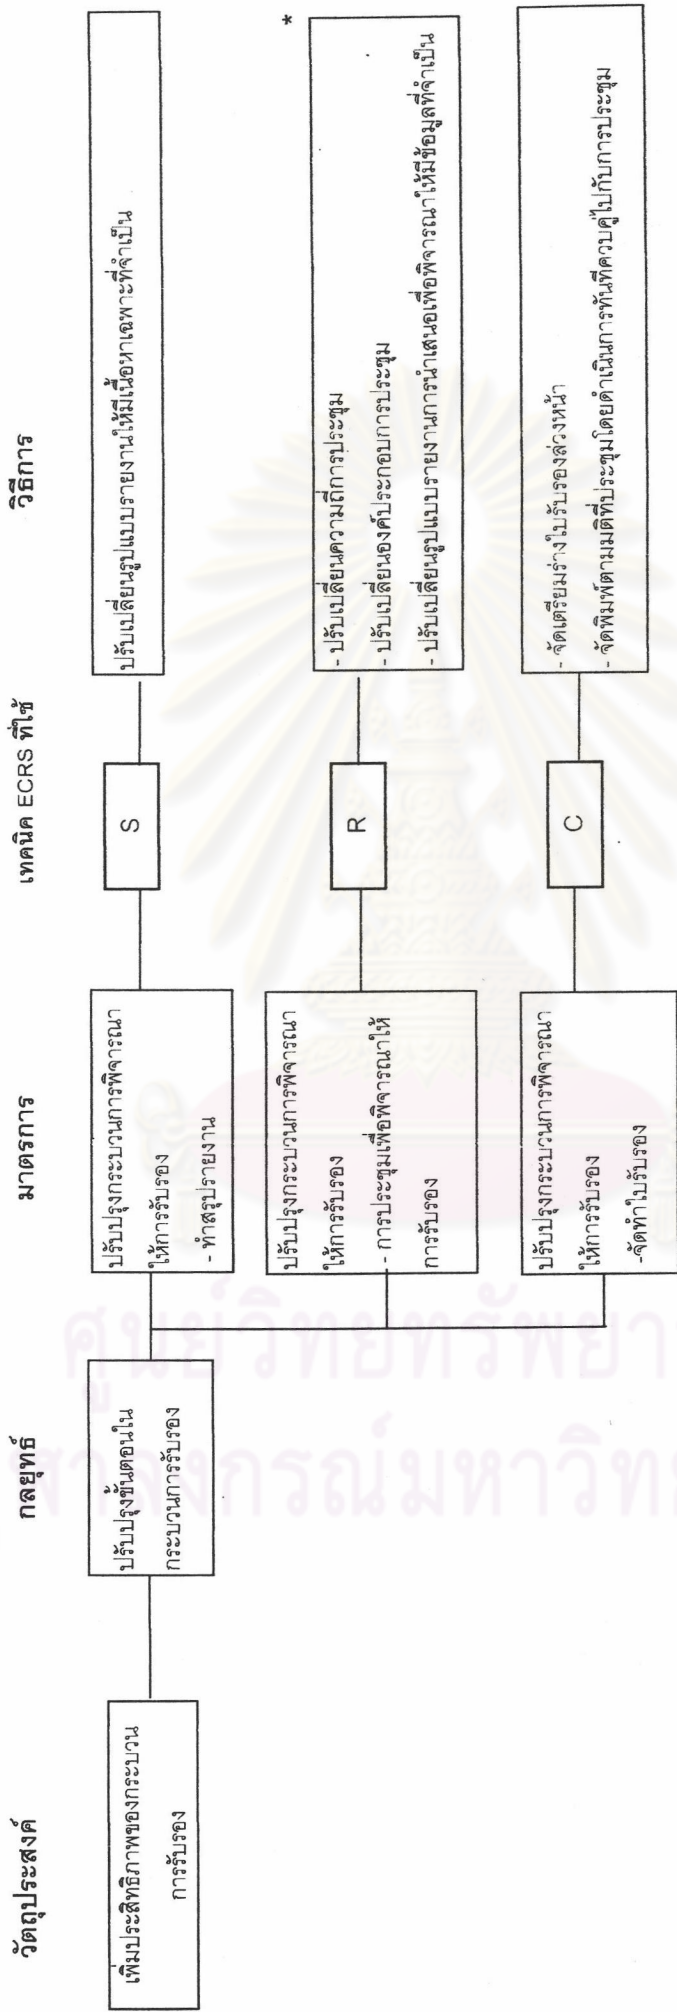 วัตถุประสงค์
กลยุทธ์
มาตรการ
เทคนิค ECRS ที่ใช้
วิธีการ
เพิ่มประสิทธิภาพของกระบวน
การรับรอง
ปรับปรุงขั้นตอนใน
กระบวนการรับรอง
ปรับปรุงกระบวนการพิจารณา
ให้การรับรอง
- ทำสรุปรายงาน
S
ปรับเปลี่ยนรูปแบบรายงานให้มีเนื้อหาเฉพาะที่จำเป็น
ปรับปรุงกระบวนการพิจารณา
ให้การรับรอง
- การประชุมเพื่อพิจารณาให้
การรับรอง
R
*
- ปรับเปลี่ยนความถี่การประชุม
- ปรับเปลี่ยนองค์ประกอบการประชุม
- ปรับเปลี่ยนรูปแบบรายงานการนำเสนอเพื่อพิจารณาให้มีข้อมูลที่จำเป็น
ปรับปรุงกระบวนการพิจารณา
ให้การรับรอง
-จัดทำใบรับรอง
C
- จัดเตรียมร่างใบรับรองล่วงหน้า
- จัดพิมพ์ตามมติที่ประชุมโดยดำเนินการทันทีควบคู่ไปกับการประชุม
ศูนย์วิทยทรัพยา
ฬาลงกรณ์มหาวิทย